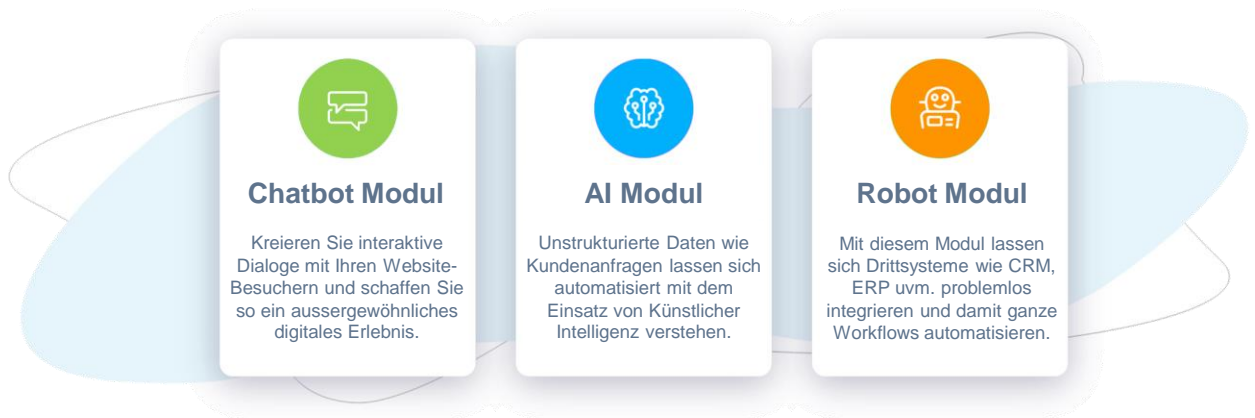 Chatbot Modul
Kreieren Sie interaktive
Dialoge mit Ihren Website-
Besuchern und schaffen Sie
so ein aussergewöhnliches
digitales Erlebnis.
AI Modul
Unstrukturierte Daten wie
Kundenanfragen lassen sich
automatisiert mit dem
Einsatz von Künstlicher
Intelligenz verstehen.
Robot Modul
Mit diesem Modul lassen
sich Drittsysteme wie CRM,
ERP uvm. problemlos
integrieren und damit ganze
Workflows automatisieren.